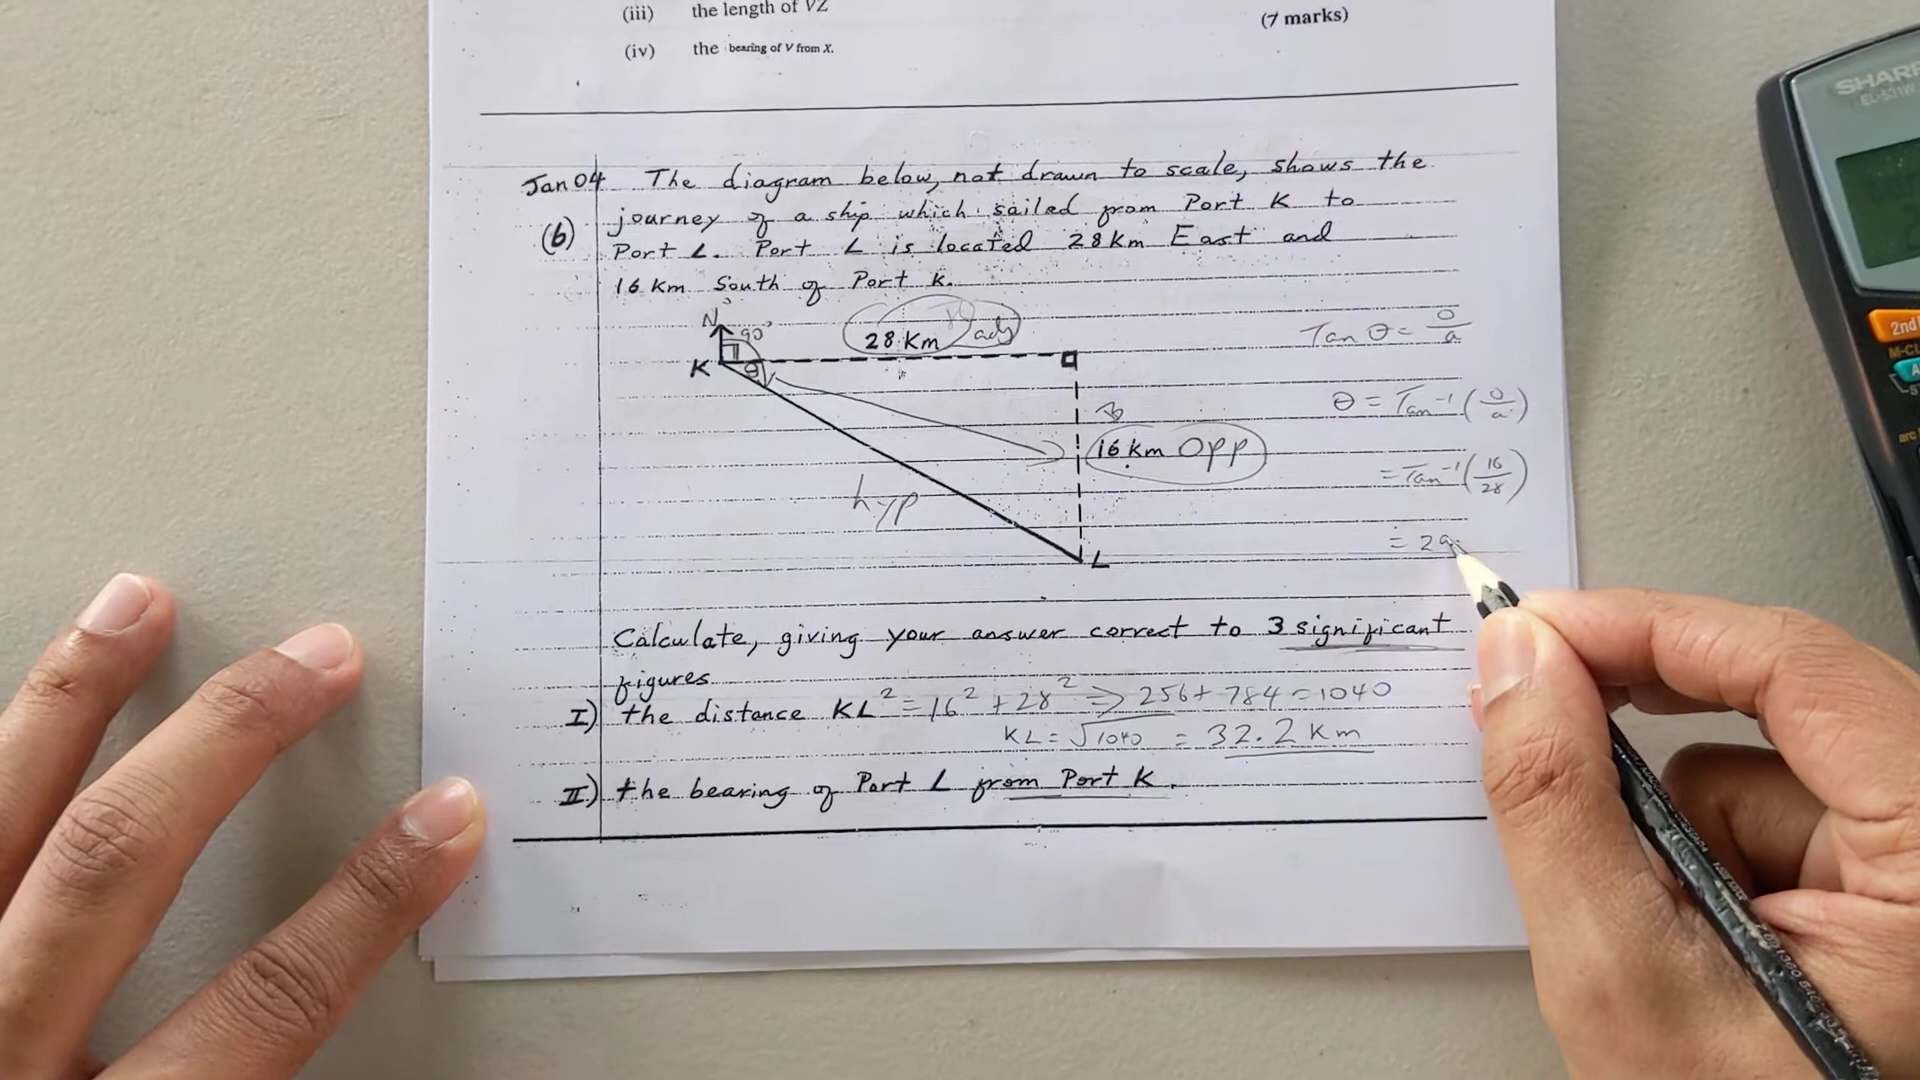 (iii) the length of VZ
(7 marks)
(iv) the bearing of V from X.
Jan 04 The diagram below, not drawn to scale, shows the
(b) journey of a ship which sailed from Port K to
Port L. Port L is located 28 Km East and
16 Km South of Port K.
N
90°
28 Km adj
K
θ
16 km Opp
hyp
L
Tan θ = o/a
θ = Tan⁻¹ (o/a)
= Tan⁻¹ (16/28)
= 29.
Calculate, giving your answer correct to 3 significant
figures
I) the distance KL² = 16² + 28² ⇒ 256 + 784 = 1040
KL = √1040 = 32.2 Km
II) the bearing of Port L from Port K.
SHARP
EL-531W
2nd